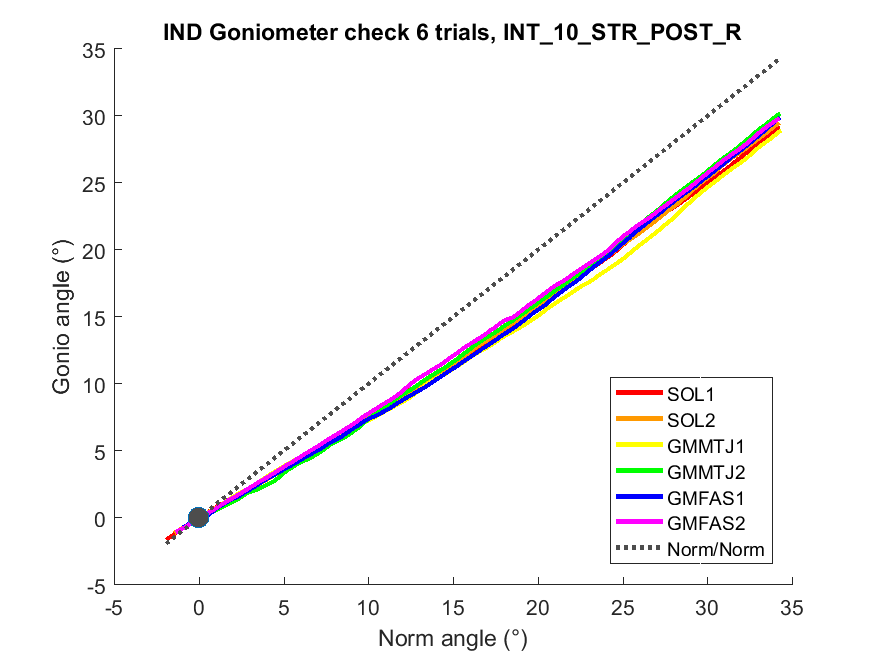 IND Goniometer check 6 trials, INT_10_STR_POST_R
35
30
25
20
15
10
5
0
-5
Gonio angle (°)
-5 0 5 10 15 20 25 30 35
Norm angle (°)
SOL1
SOL2
GMMTJ1
GMMTJ2
GMFAS1
GMFAS2
Norm/Norm